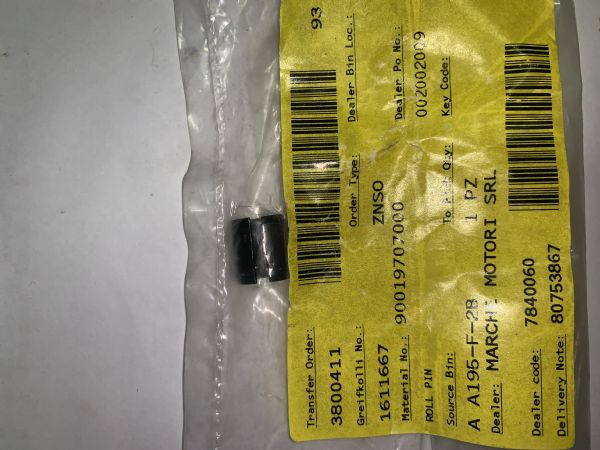 Transfer Order: 93
3800411
Greifkolli No.: Order Type: Dealer Bin Loc.:
1611667 ZNSO
Material No.: 90019707000 Dealer Po No.:
ROLL PIN 002002009
Source Bin: To Pick Qty: Key Code:
A A195-F-2B 1 PZ
Dealer: MARCHI MOTORI SRL
Dealer code: 7840060
Delivery Note: 80753867